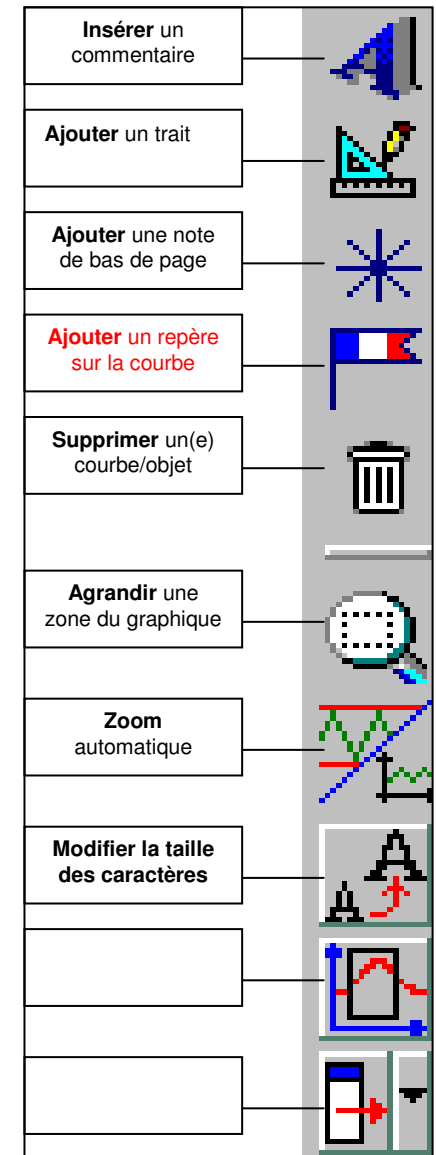 Insérer un
commentaire
Ajouter un trait
Ajouter une note
de bas de page
Ajouter un repère
sur la courbe
Supprimer un(e)
courbe/objet
Agrandir une
zone du graphique
Zoom
automatique
Modifier la taille
des caractères